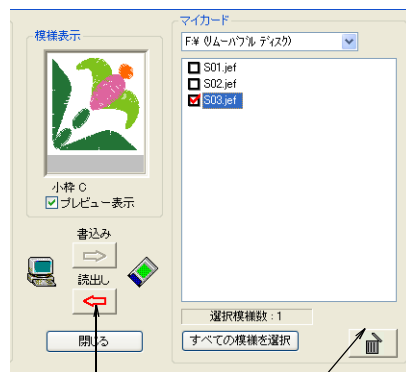 模様表示
小枠 C
プレビュー表示
書込み
読出し
閉じる
マイカード
F:¥ (リムーバブル ディスク)
S01.jef
S02.jef
S03.jef
選択模様数 : 1
すべての模様を選択